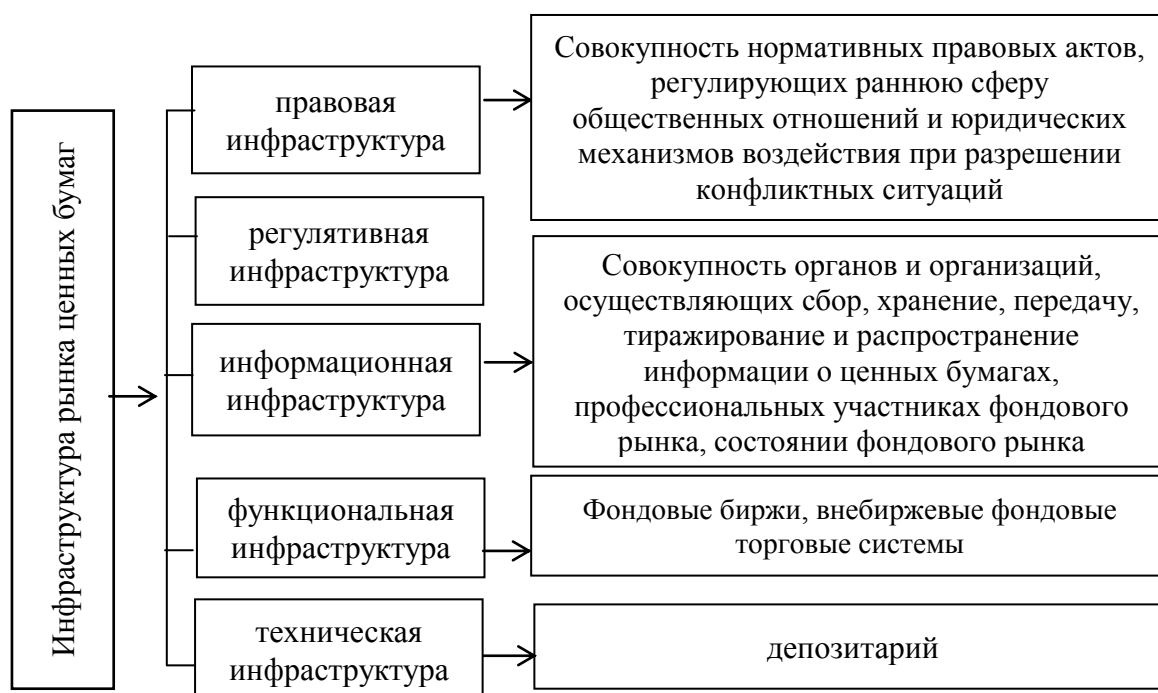 Инфраструктура рынка ценных бумаг
правовая
инфраструктура
Совокупность нормативных правовых актов,
регулирующих раннюю сферу
общественных отношений и юридических
механизмов воздействия при разрешении
конфликтных ситуаций
регулятивная
инфраструктура
информационная
инфраструктура
Совокупность органов и организаций,
осуществляющих сбор, хранение, передачу,
тиражирование и распространение
информации о ценных бумагах,
профессиональных участниках фондового
рынка, состоянии фондового рынка
функциональная
инфраструктура
Фондовые биржи, внебиржевые фондовые
торговые системы
техническая
инфраструктура
депозитарий